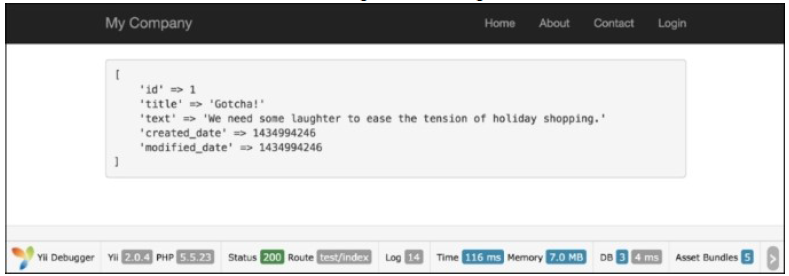 My Company Home About Contact Login
[
'id' => 1
'title' => 'Gotcha!'
'text' => 'We need some laughter to ease the tension of holiday shopping.'
'created_date' => 1434994246
'modified_date' => 1434994246
]
Yii Debugger Yii 2.0.4 PHP 5.5.23 Status 200 Route test/index Log 14 Time 116 ms Memory 7.0 MB DB 3 4 ms Asset Bundles 5